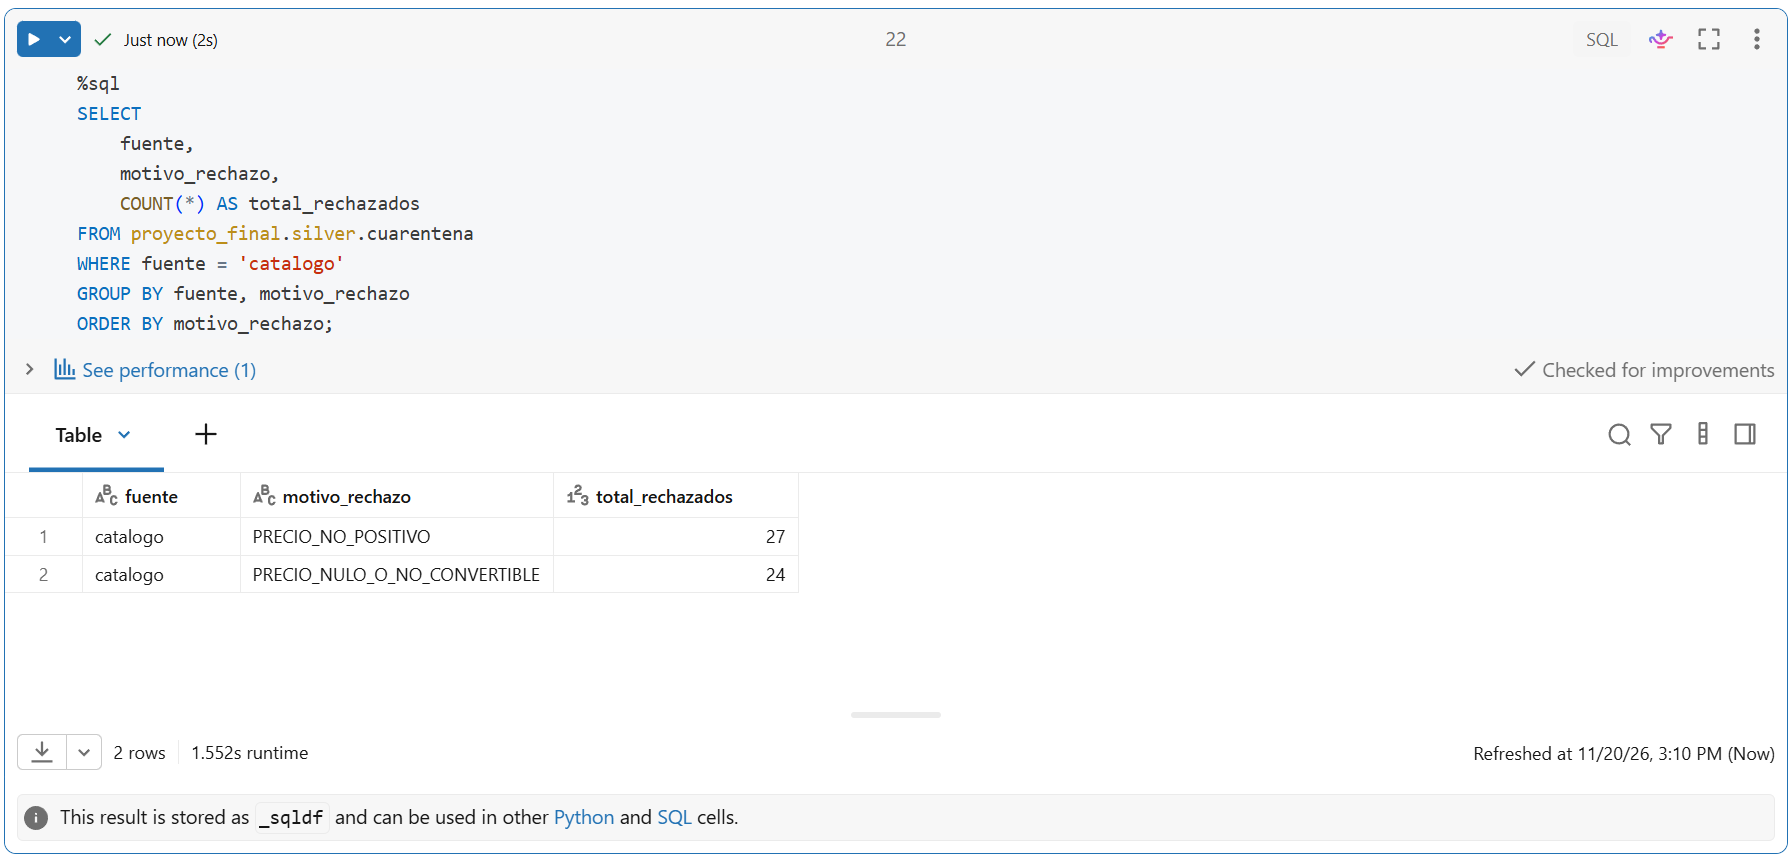 Just now (2s)
22
SQL
%sql
SELECT
fuente,
motivo_rechazo,
COUNT(*) AS total_rechazados
FROM proyecto_final.silver.cuarentena
WHERE fuente = 'catalogo'
GROUP BY fuente, motivo_rechazo
ORDER BY motivo_rechazo;
See performance (1)
Checked for improvements
Table
fuente motivo_rechazo total_rechazados
1 catalogo PRECIO_NO_POSITIVO 27
2 catalogo PRECIO_NULO_O_NO_CONVERTIBLE 24
2 rows 1.552s runtime
Refreshed at 11/20/26, 3:10 PM (Now)
This result is stored as _sqldf and can be used in other Python and SQL cells.